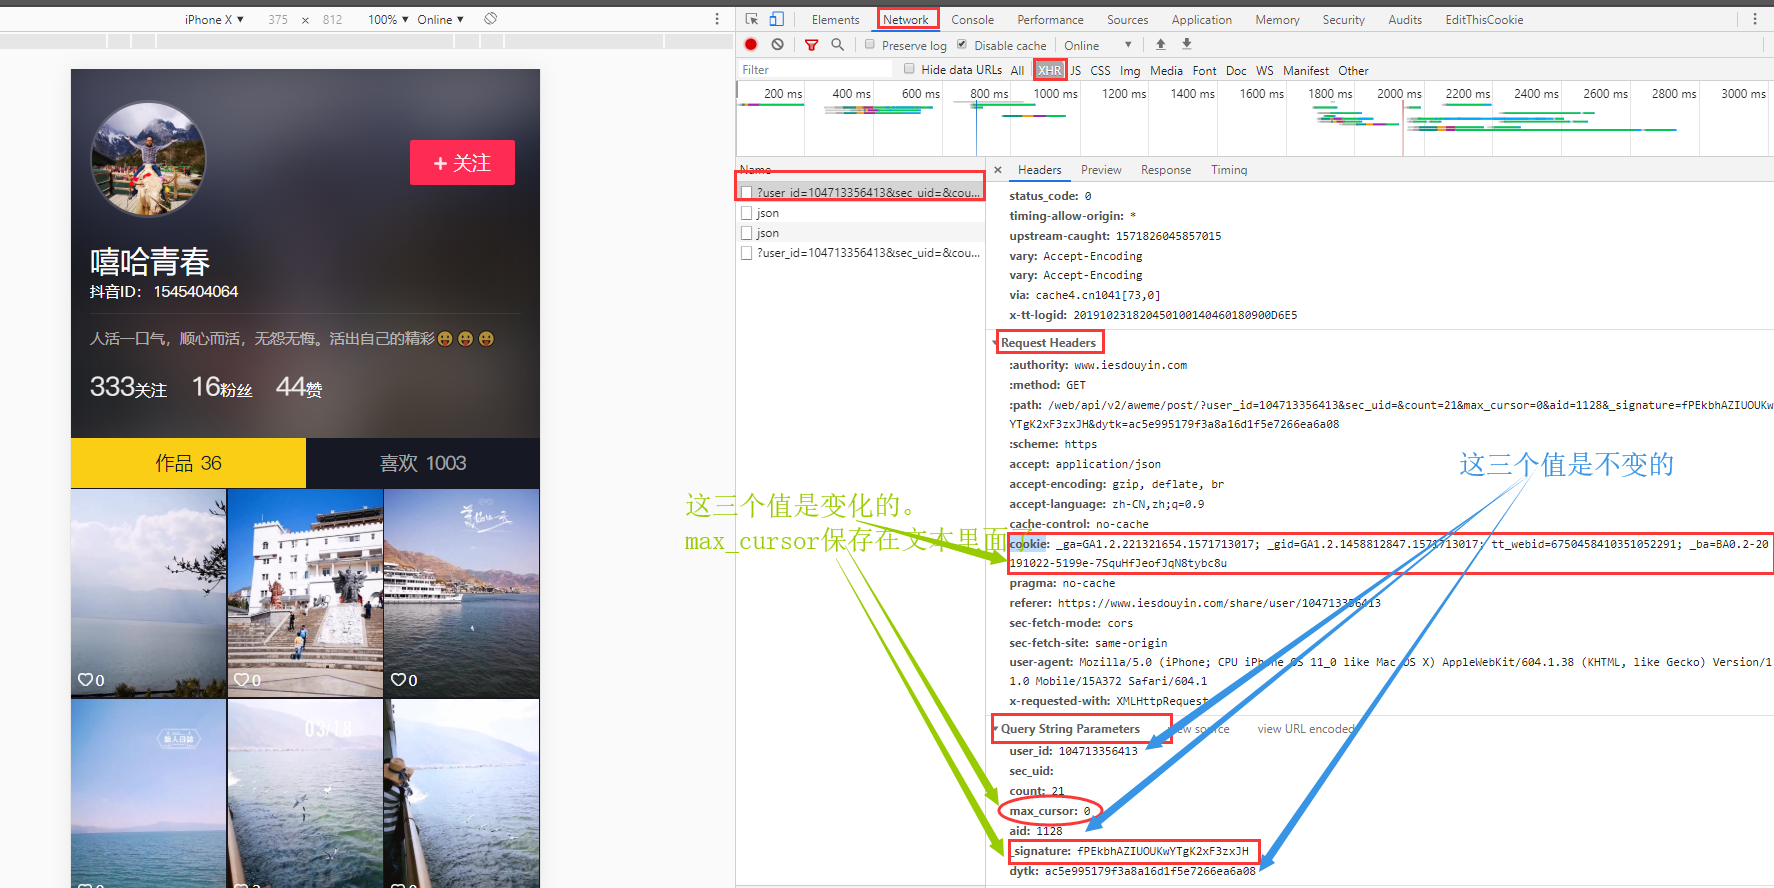 iPhone X ▼ 375 × 812 100% ▼ Online ▼
Elements Network Console Performance Sources Application Memory Security Audits EditThisCookie
Preserve log Disable cache Online ▼
Filter Hide data URLs All XHR JS CSS Img Media Font Doc WS Manifest Other
200 ms 400 ms 600 ms 800 ms 1000 ms 1200 ms 1400 ms 1600 ms 1800 ms 2000 ms 2200 ms 2400 ms 2600 ms 2800 ms 3000 ms
Name
?user_id=104713356413&sec_uid=&cou...
json
json
?user_id=104713356413&sec_uid=&cou...
× Headers Preview Response Timing
status_code: 0
timing-allow-origin: *
upstream-caught: 1571826045857015
vary: Accept-Encoding
vary: Accept-Encoding
via: cache4.cn1041[73,0]
x-tt-logid: 201910231820450100140460180900D6E5
Request Headers
:authority: www.iesdouyin.com
:method: GET
:path: /web/api/v2/aweme/post/?user_id=104713356413&sec_uid=&count=21&max_cursor=0&aid=1128&_signature=fPEkbhAZIUOUKw
YTgK2xF3zxJH&dytk=ac5e995179f3a8a16d1f5e7266ea6a08
:scheme: https
accept: application/json
accept-encoding: gzip, deflate, br
accept-language: zh-CN,zh;q=0.9
cache-control: no-cache
cookie: _ga=GA1.2.221321654.1571713017; _gid=GA1.2.1458812847.1571713017; tt_webid=6750458410351052291; _ba=BA0.2-20
191022-5199e-7SquHfJeofJqN8tybc8u
pragma: no-cache
referer: https://www.iesdouyin.com/share/user/104713356413
sec-fetch-mode: cors
sec-fetch-site: same-origin
user-agent: Mozilla/5.0 (iPhone; CPU iPhone OS 11_0 like Mac OS X) AppleWebKit/604.1.38 (KHTML, like Gecko) Version/1
1.0 Mobile/15A372 Safari/604.1
x-requested-with: XMLHttpRequest
Query String Parameters view source view URL encoded
user_id: 104713356413
sec_uid:
count: 21
max_cursor: 0
aid: 1128
_signature: fPEkbhAZIUOUKwYTgK2xF3zxJH
dytk: ac5e995179f3a8a16d1f5e7266ea6a08
这三个值是不变的
这三个值是变化的。
max_cursor保存在文本里面了
+ 关注
嘻哈青春
抖音ID： 1545404064
人活一口气，顺心而活，无怨无悔。活出自己的精彩😛😛😛
333关注 16粉丝 44赞
作品 36 喜欢 1003
♡0 ♡0 ♡0
旅人日誌
03/18